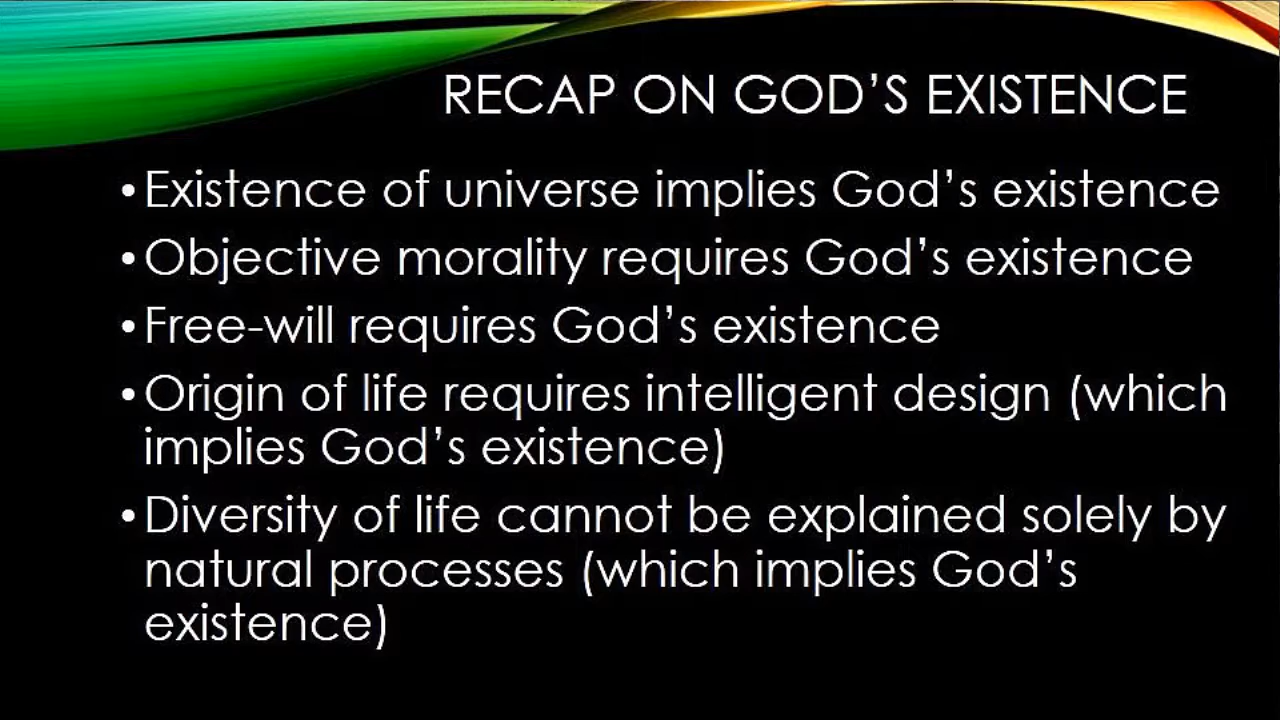 RECAP ON GOD’S EXISTENCE
•Existence of universe implies God’s existence
•Objective morality requires God’s existence
•Free-will requires God’s existence
•Origin of life requires intelligent design (which
implies God’s existence)
•Diversity of life cannot be explained solely by
natural processes (which implies God’s
existence)